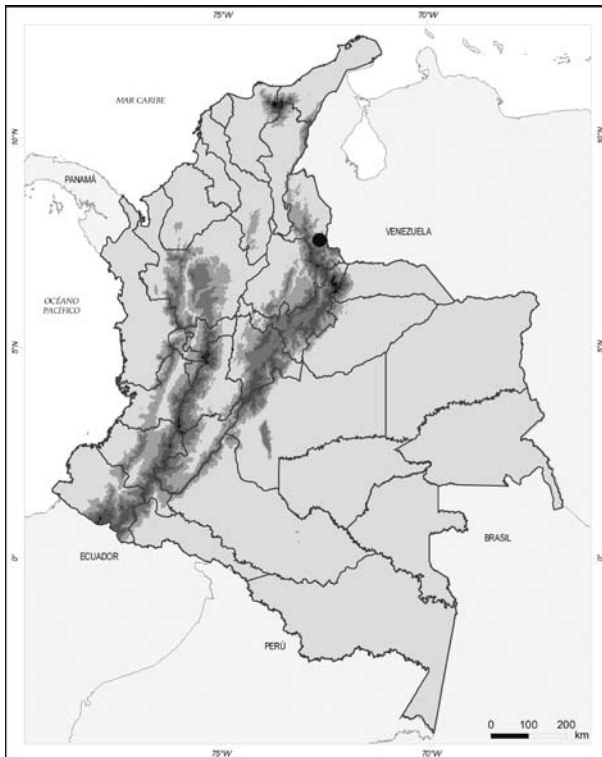 75°W 70°W
MAR CARIBE
10°N 10°N
PANAMÁ
VENEZUELA
OCÉANO
PACÍFICO
5°N 5°N
0° 0°
ECUADOR
BRASIL
PERÚ
0 100 200
km
75°W 70°W